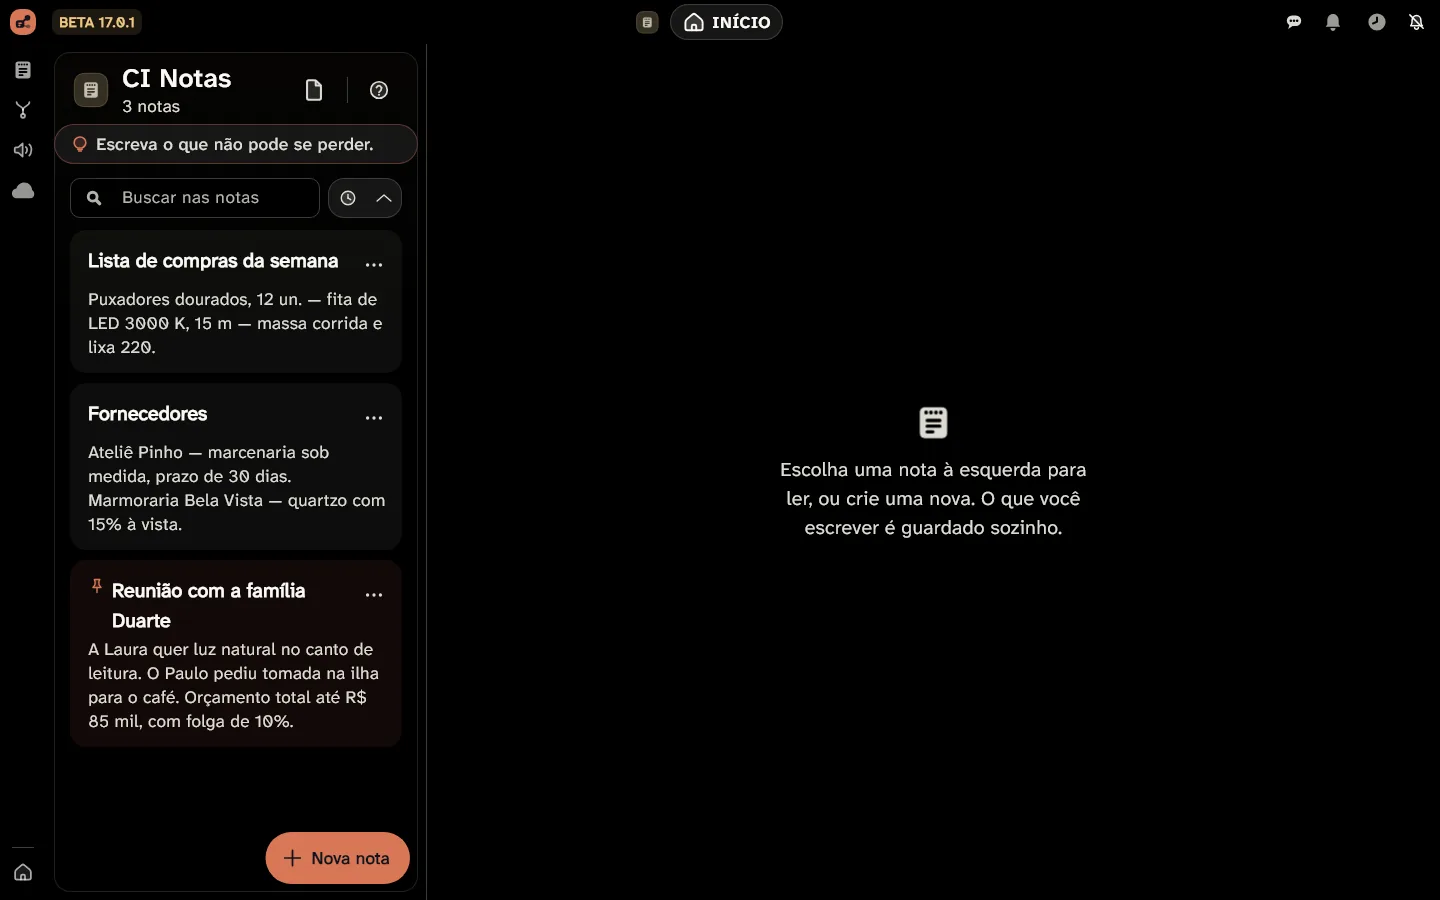 BETA 17.0.1
INÍCIO
CI Notas
3 notas
Escreva o que não pode se perder.
Buscar nas notas
Lista de compras da semana
Puxadores dourados, 12 un. — fita de
LED 3000 K, 15 m — massa corrida e
lixa 220.
Fornecedores
Ateliê Pinho — marcenaria sob
medida, prazo de 30 dias.
Marmoraria Bela Vista — quartzo com
15% à vista.
Reunião com a família
Duarte
A Laura quer luz natural no canto de
leitura. O Paulo pediu tomada na ilha
para o café. Orçamento total até R$
85 mil, com folga de 10%.
Nova nota
Escolha uma nota à esquerda para
ler, ou crie uma nova. O que você
escrever é guardado sozinho.